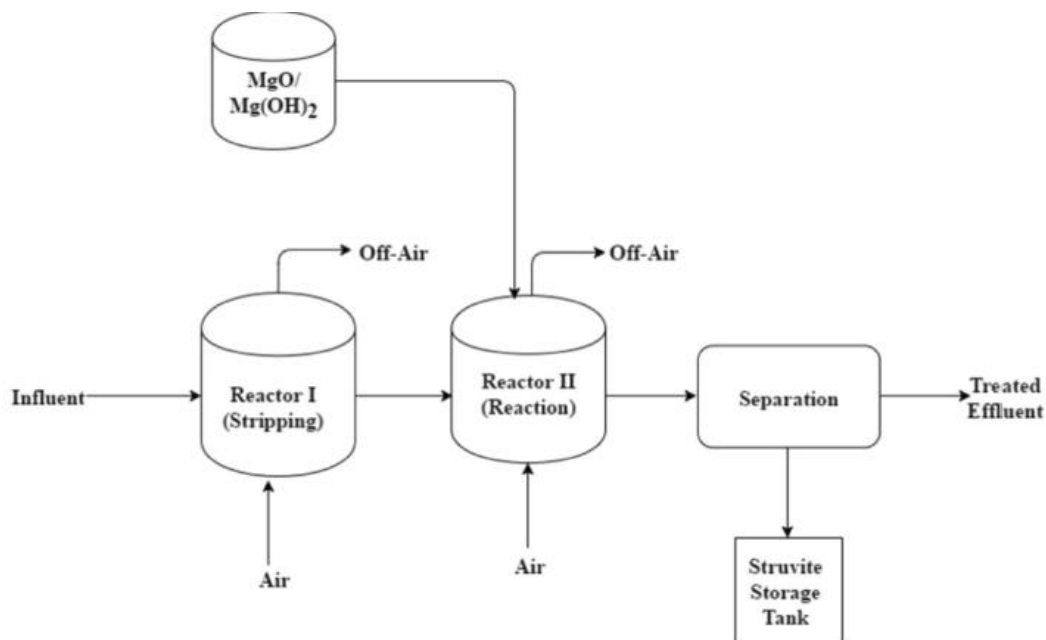 MgO/
Mg(OH)2
Off-Air
Off-Air
Influent
Reactor I
(Stripping)
Reactor II
(Reaction)
Separation
Treated
Effluent
Air
Air
Struvite
Storage
Tank